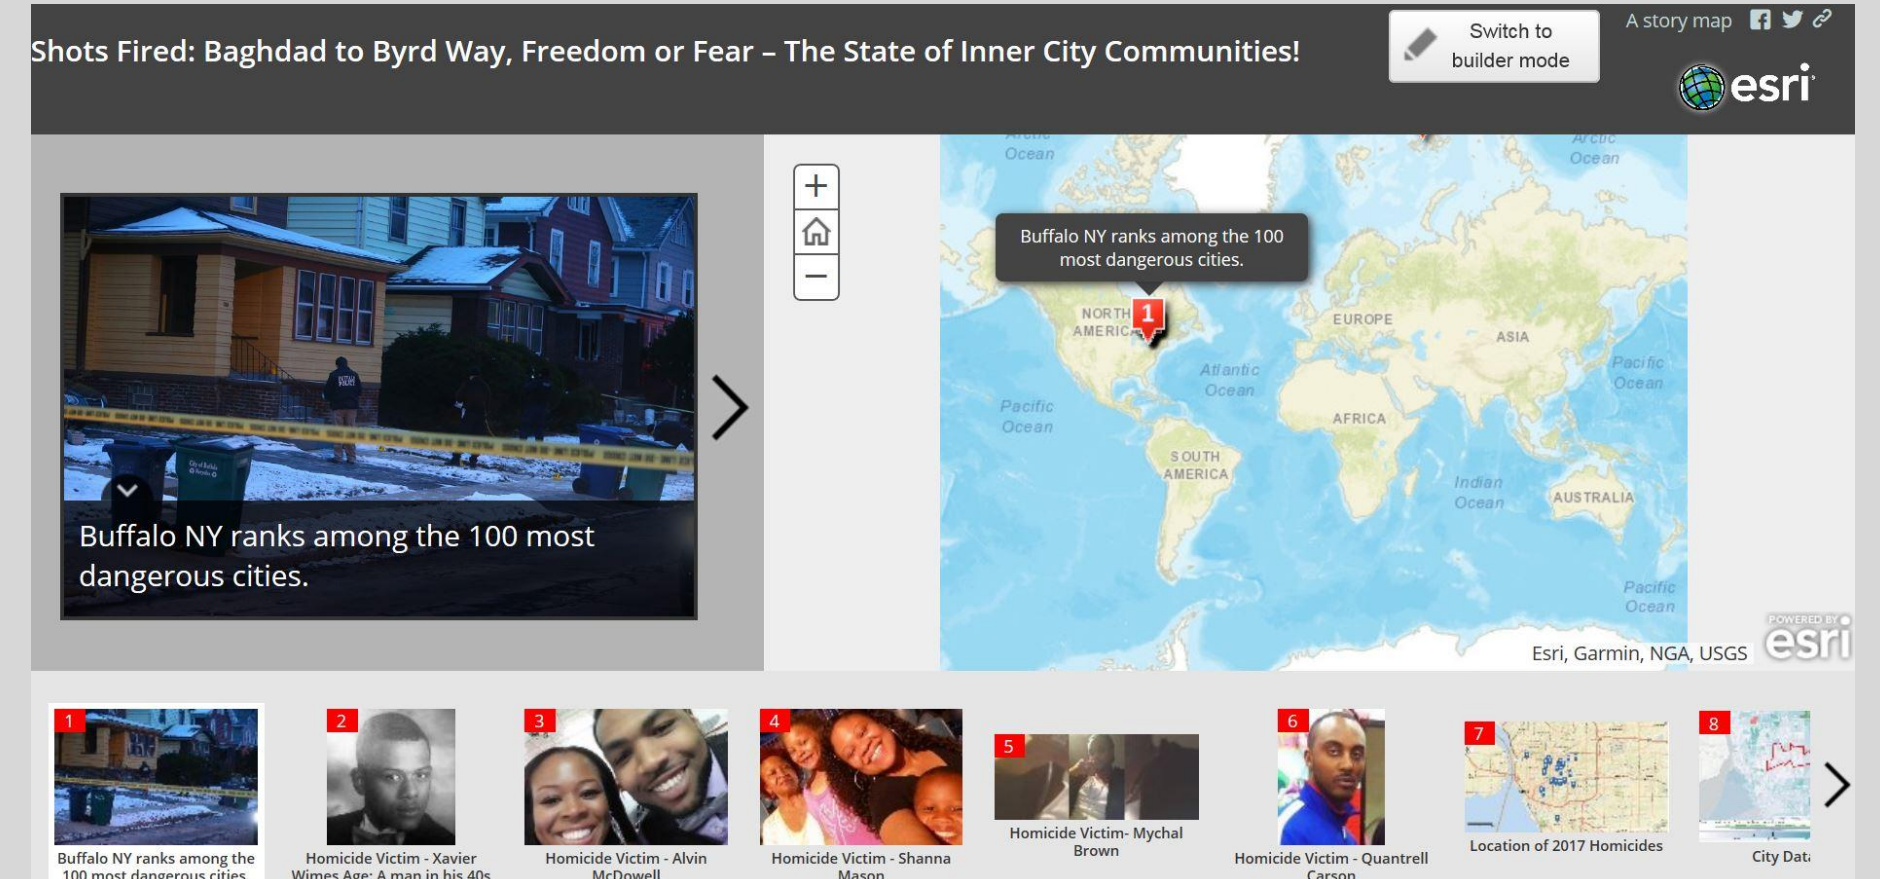 Shots Fired: Baghdad to Byrd Way, Freedom or Fear – The State of Inner City Communities!
Switch to
builder mode
A story map
esri
Buffalo NY ranks among the 100 most
dangerous cities.
Arctic
Ocean
Arctic
Ocean
Buffalo NY ranks among the 100
most dangerous cities.
1
NORTH
AMERICA
EUROPE
ASIA
Atlantic
Ocean
Pacific
Ocean
Pacific
Ocean
AFRICA
SOUTH
AMERICA
Indian
Ocean
AUSTRALIA
Pacific
Ocean
POWERED BY
esri
Esri, Garmin, NGA, USGS
1
Buffalo NY ranks among the
100 most dangerous cities.
2
Homicide Victim - Xavier
Wimes Age: A man in his 40s
3
Homicide Victim - Alvin
McDowell
4
Homicide Victim - Shanna
Mason
5
Homicide Victim- Mychal
Brown
6
Homicide Victim - Quantrell
Carson
7
Location of 2017 Homicides
8
City Data